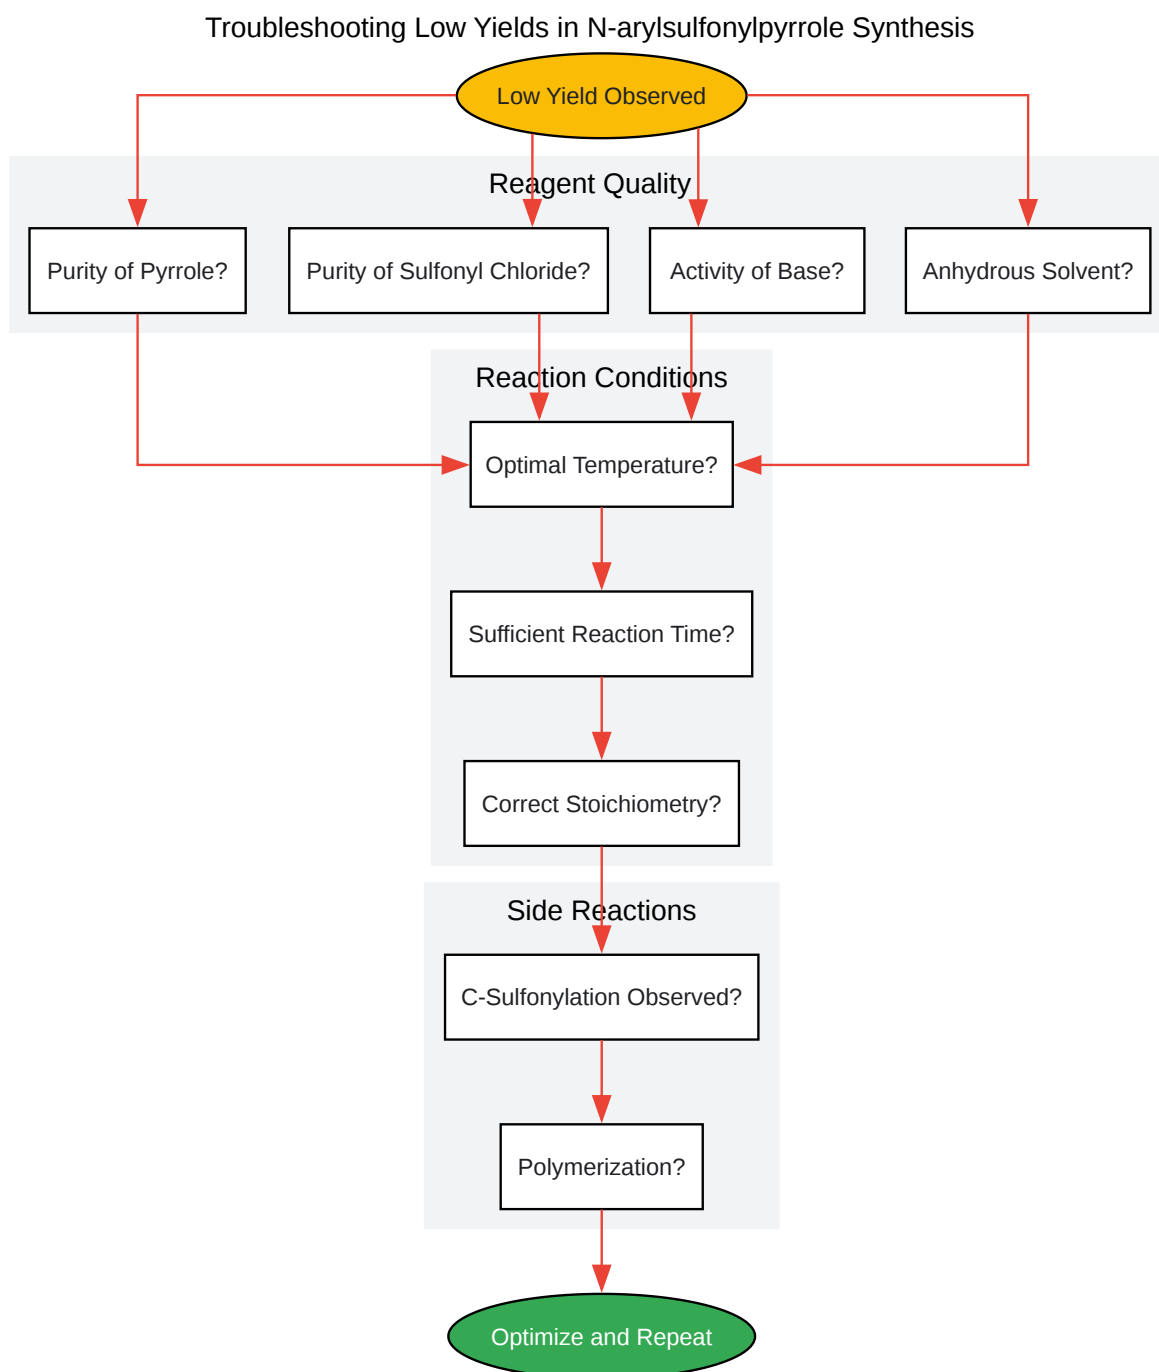 Troubleshooting Low Yields in N-arylsulfonylpyrrole Synthesis
Low Yield Observed
Reagent Quality
Purity of Pyrrole?
Purity of Sulfonyl Chloride?
Activity of Base?
Anhydrous Solvent?
Reaction Conditions
Optimal Temperature?
Sufficient Reaction Time?
Correct Stoichiometry?
Side Reactions
C-Sulfonylation Observed?
Polymerization?
Optimize and Repeat